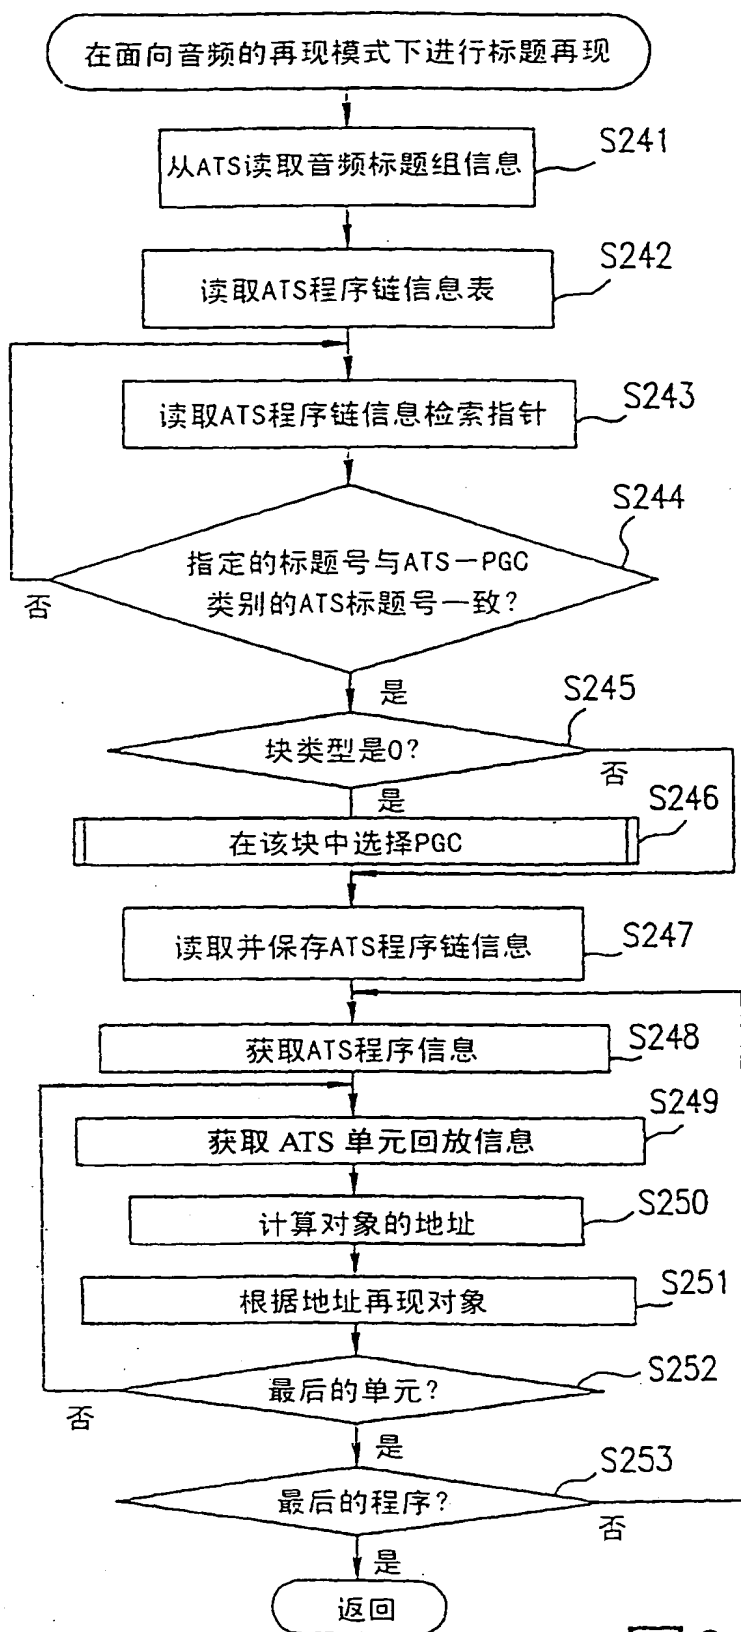 在面向音频的再现模式下进行标题再现
S241
从ATS读取音频标题组信息
S242
读取ATS程序链信息表
S243
读取ATS程序链信息检索指针
S244
指定的标题号与ATS—PGC
类别的ATS标题号一致?
否
是
S245
块类型是0?
否
是
S246
在该块中选择PGC
S247
读取并保存ATS程序链信息
S248
获取ATS程序信息
S249
获取 ATS 单元回放信息
S250
计算对象的地址
S251
根据地址再现对象
S252
最后的单元?
否
是
S253
最后的程序?
否
是
返回